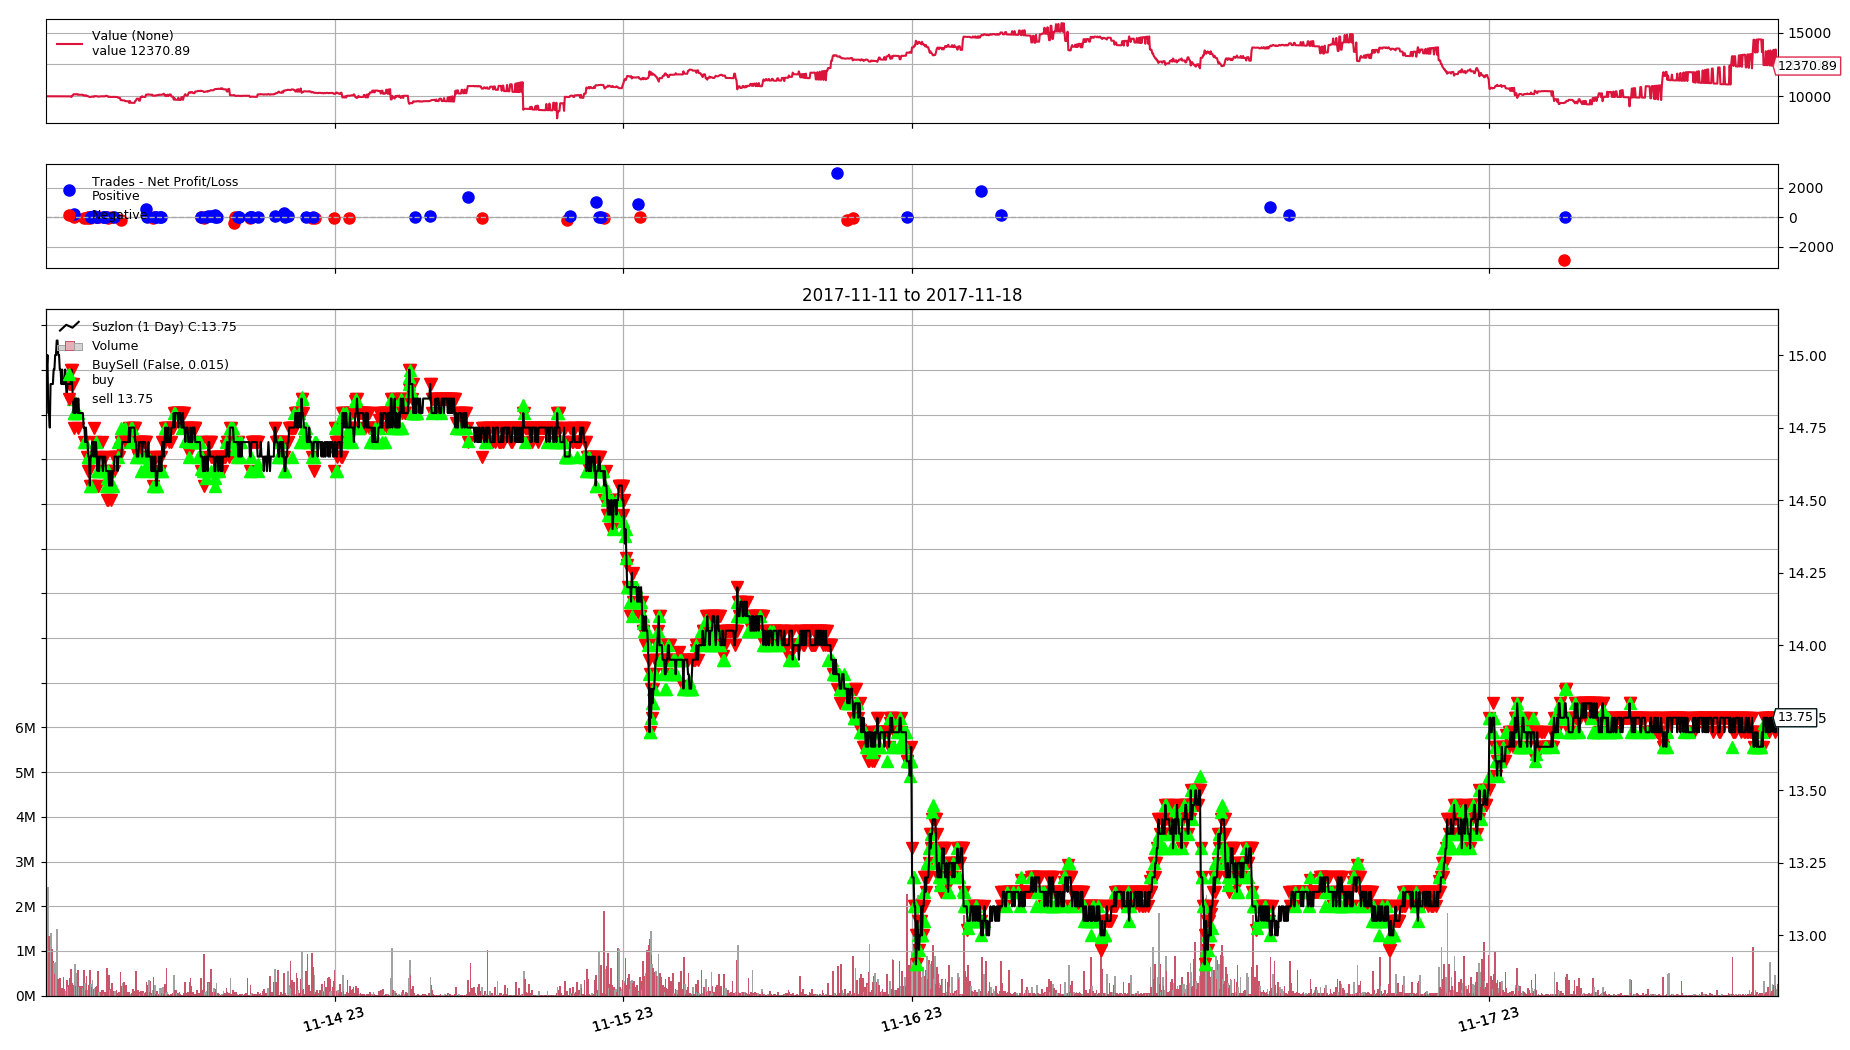 Value (None)
value 12370.89
15000
12370.89
10000
Trades - Net Profit/Loss
Positive
Negative
2000
0
−2000
2017-11-11 to 2017-11-18
Suzlon (1 Day) C:13.75
Volume
BuySell (False, 0.015)
buy
sell 13.75
15.00
14.75
14.50
14.25
14.00
13.75
5
13.50
13.25
13.00
6M
5M
4M
3M
2M
1M
0M
11-14 23
11-15 23
11-16 23
11-17 23